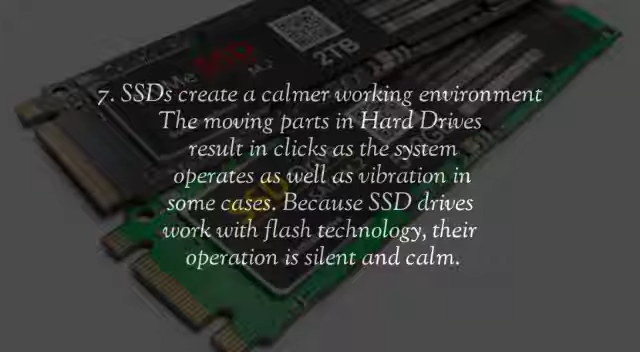 SSD
2TB
7. SSDs create a calmer working environment
The moving parts in Hard Drives
result in clicks as the system
operates as well as vibration in
some cases. Because SSD drives
work with flash technology, their
operation is silent and calm.